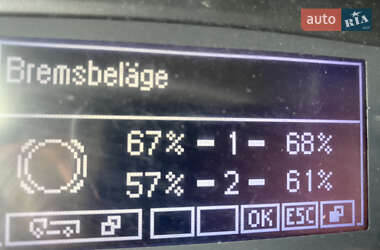 auto RIA
Bremsbeläge
67% - 1 - 68%
57% - 2 - 61%
OK ESC